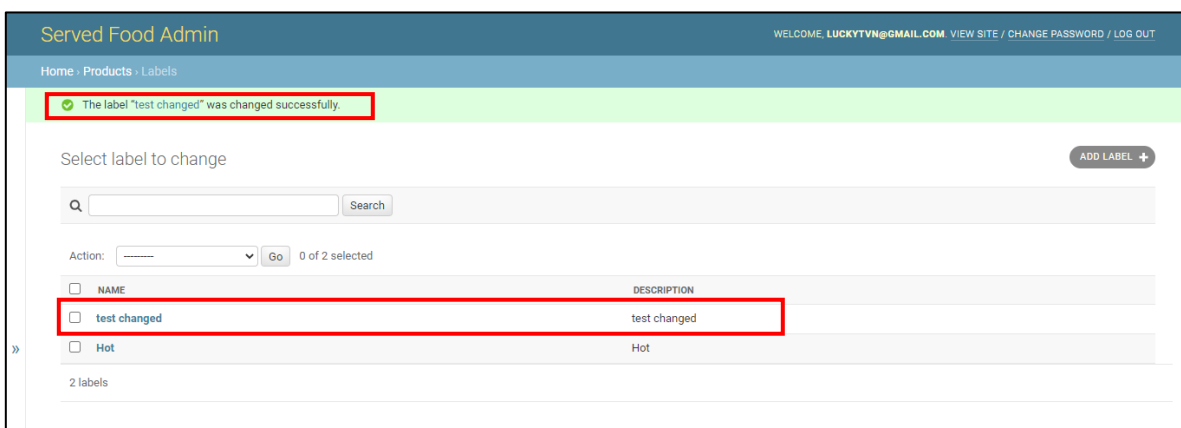 Served Food Admin
WELCOME, LUCKYTVN@GMAIL.COM. VIEW SITE / CHANGE PASSWORD / LOG OUT
Home › Products › Labels
The label "test changed" was changed successfully.
Select label to change
ADD LABEL +
Search
Action: --------- Go 0 of 2 selected
NAME DESCRIPTION
test changed test changed
» Hot Hot
2 labels